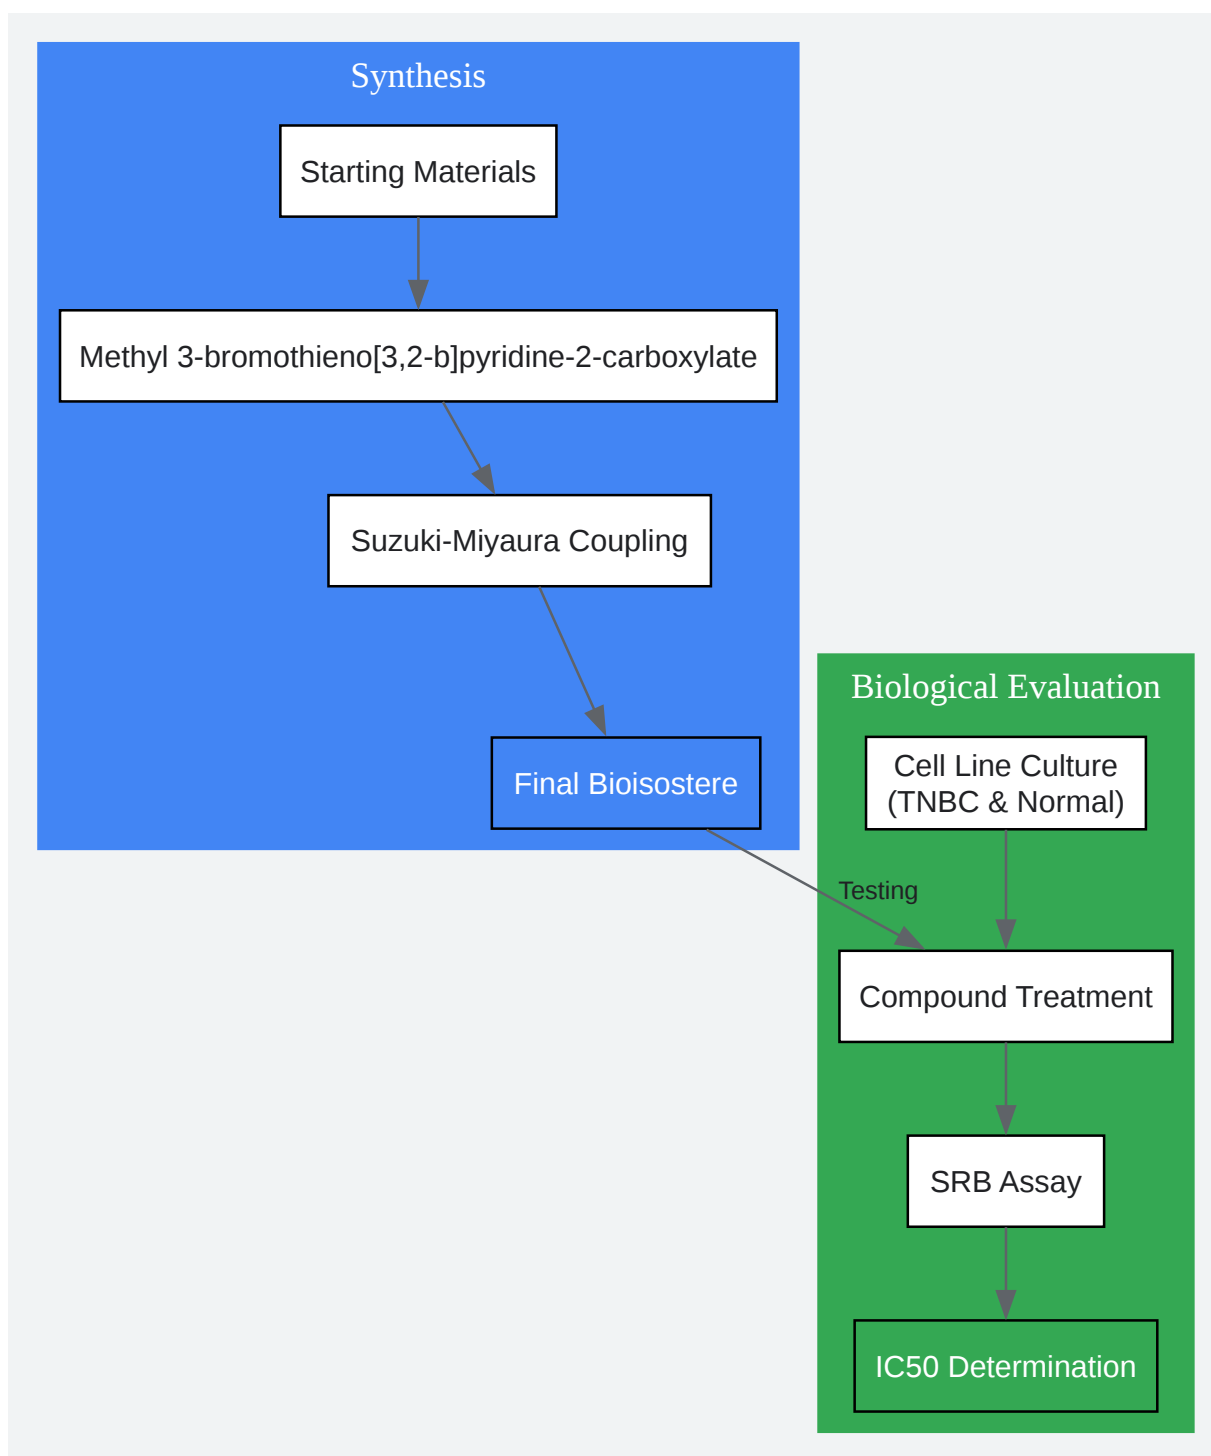 Synthesis
Starting Materials
Methyl 3-bromothieno[3,2-b]pyridine-2-carboxylate
Suzuki-Miyaura Coupling
Final Bioisostere
Biological Evaluation
Cell Line Culture
(TNBC & Normal)
Testing
Compound Treatment
SRB Assay
IC50 Determination